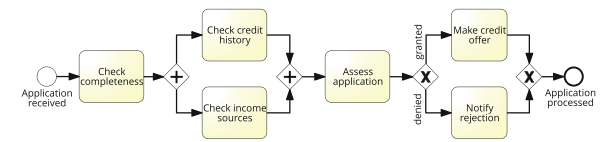 Application
received
Check
completeness
Check credit
history
Check income
sources
Assess
application
granted
denied
Make credit
offer
Notify
rejection
Application
processed